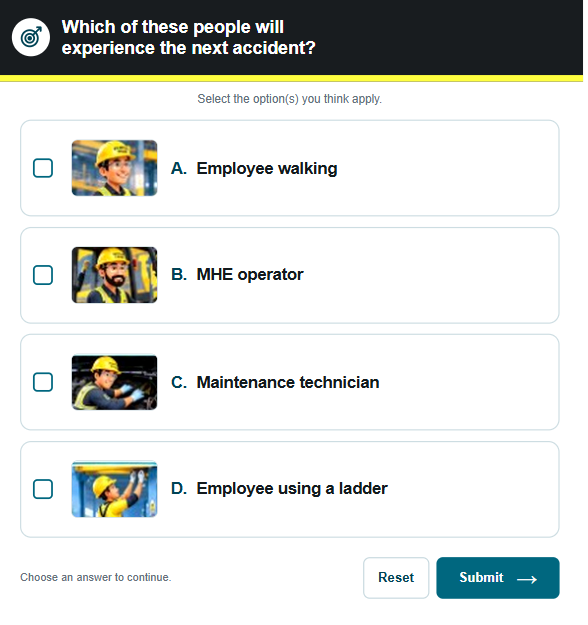 Which of these people will
experience the next accident?
Select the option(s) you think apply.
A. Employee walking
B. MHE operator
C. Maintenance technician
D. Employee using a ladder
Choose an answer to continue.
Reset
Submit →